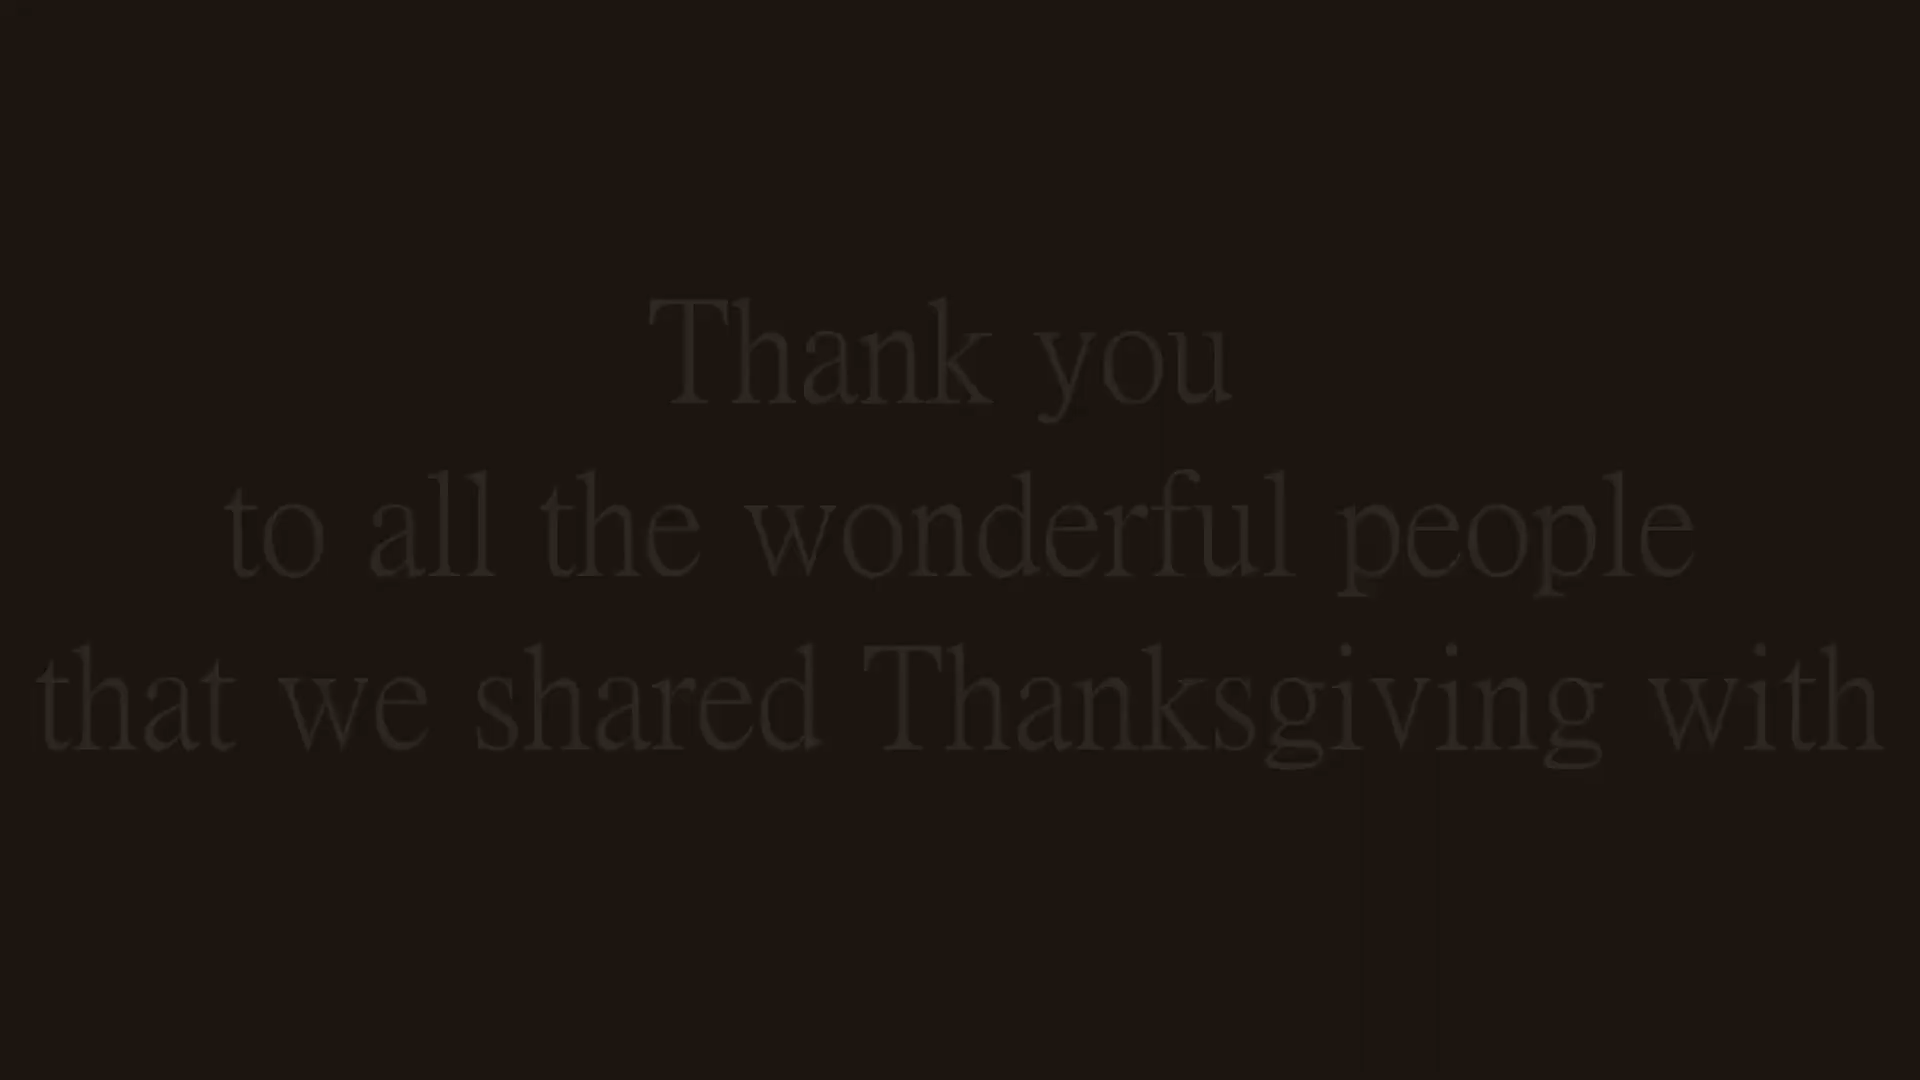 Thank you
to all the wonderful people
that we shared Thanksgiving with